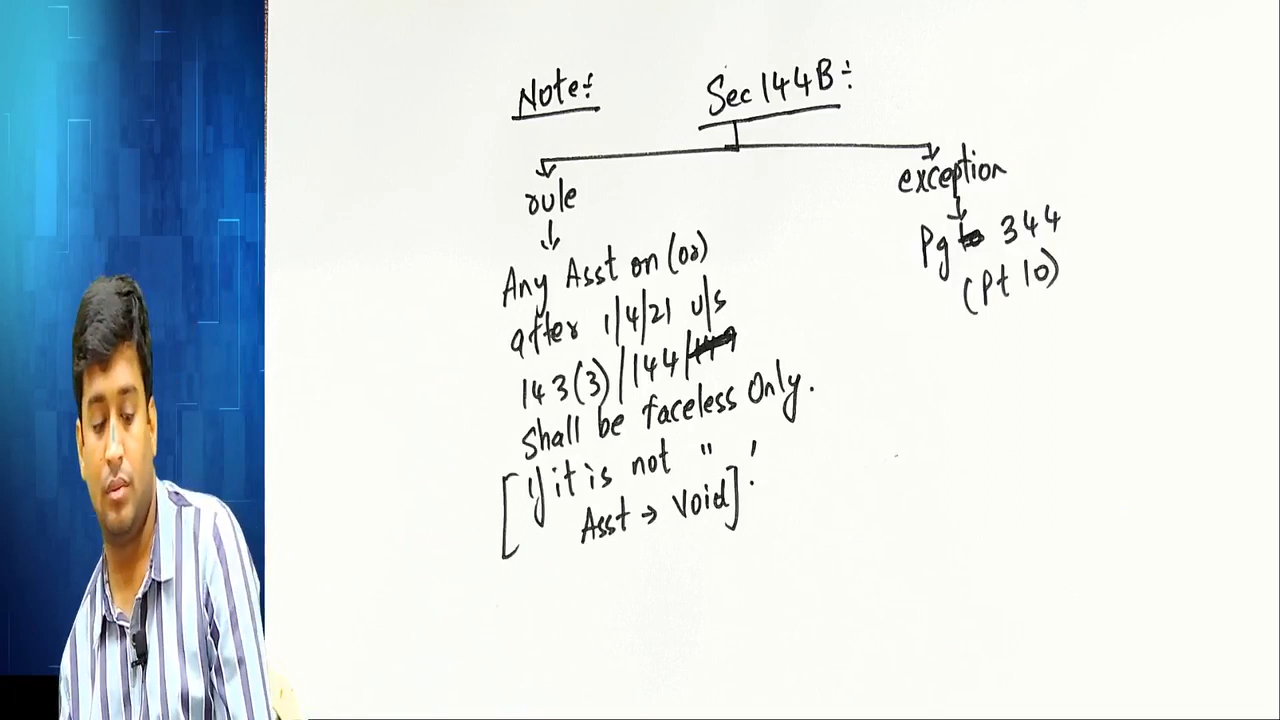 Note:
Sec 144B:
rule
exception
Any Asst on (or)
after 1/4/21 u/s
143(3)/144/
Shall be faceless Only.
[If it is not " '
Asst → Void].
Pg 344
(Pt 10)